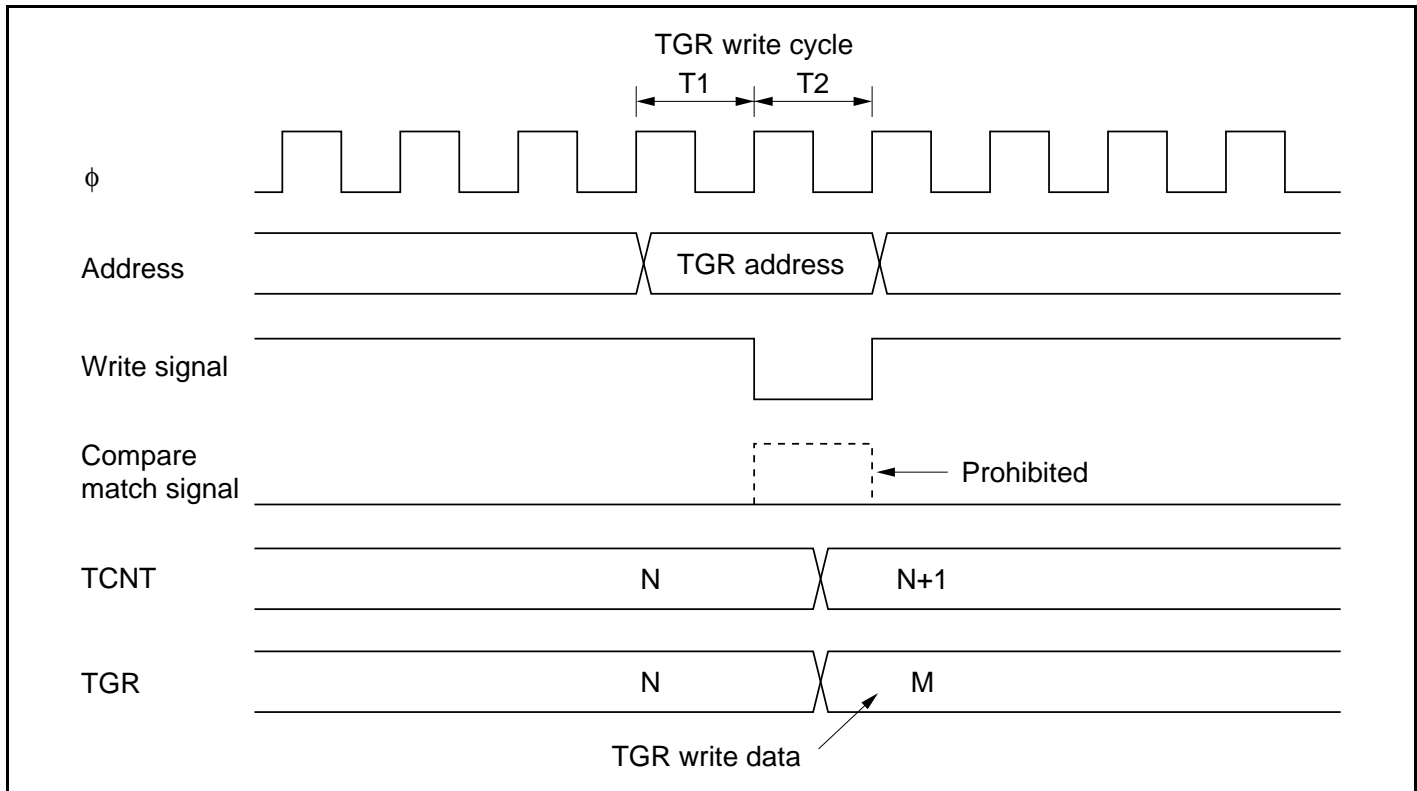 TGR write cycle
T1 T2
ϕ
Address
TGR address
Write signal
Compare
match signal
Prohibited
TCNT
N
N+1
TGR
N
M
TGR write data